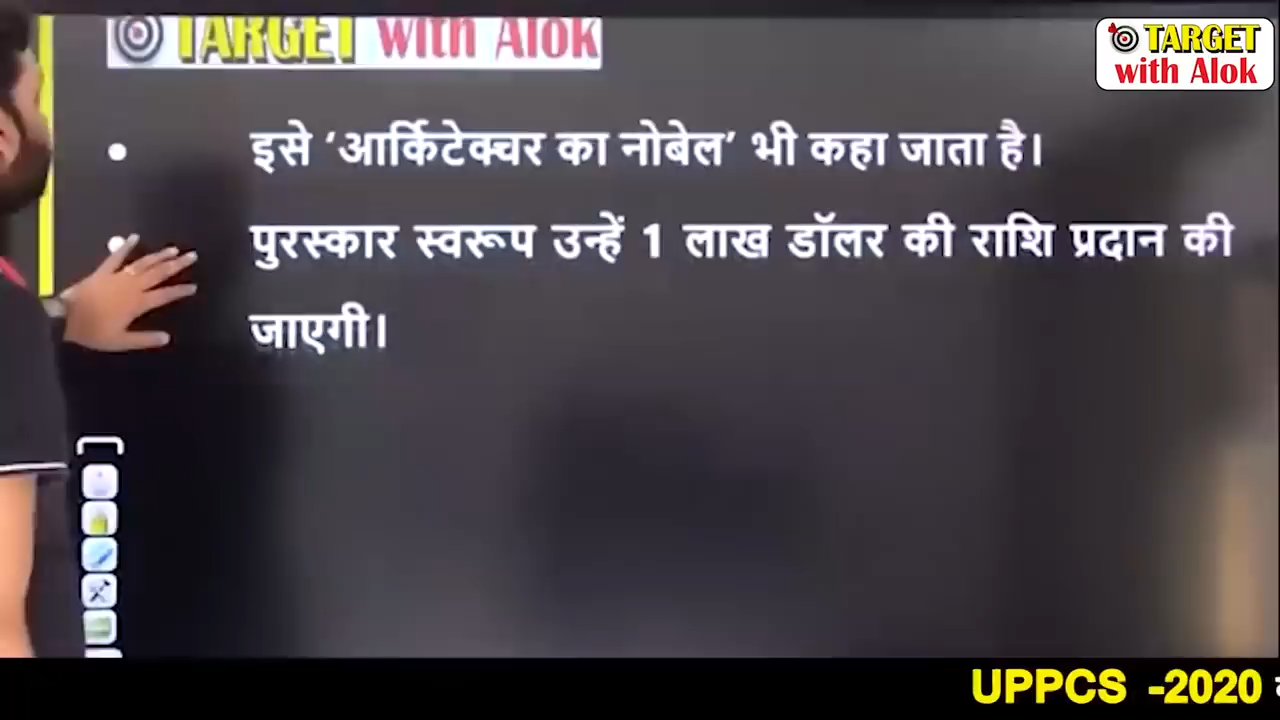 TARGET with Alok
TARGET
with Alok
इसे ‘आर्किटेक्चर का नोबेल’ भी कहा जाता है।
पुरस्कार स्वरूप उन्हें 1 लाख डॉलर की राशि प्रदान की
जाएगी।
UPPCS -2020